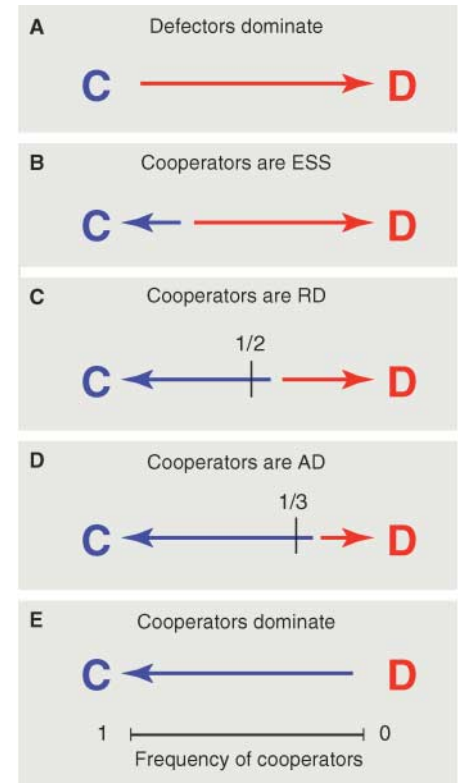 A Defectors dominate
C D
B Cooperators are ESS
C D
C Cooperators are RD
1/2
C D
D Cooperators are AD
1/3
C D
E Cooperators dominate
C D
1 0
Frequency of cooperators